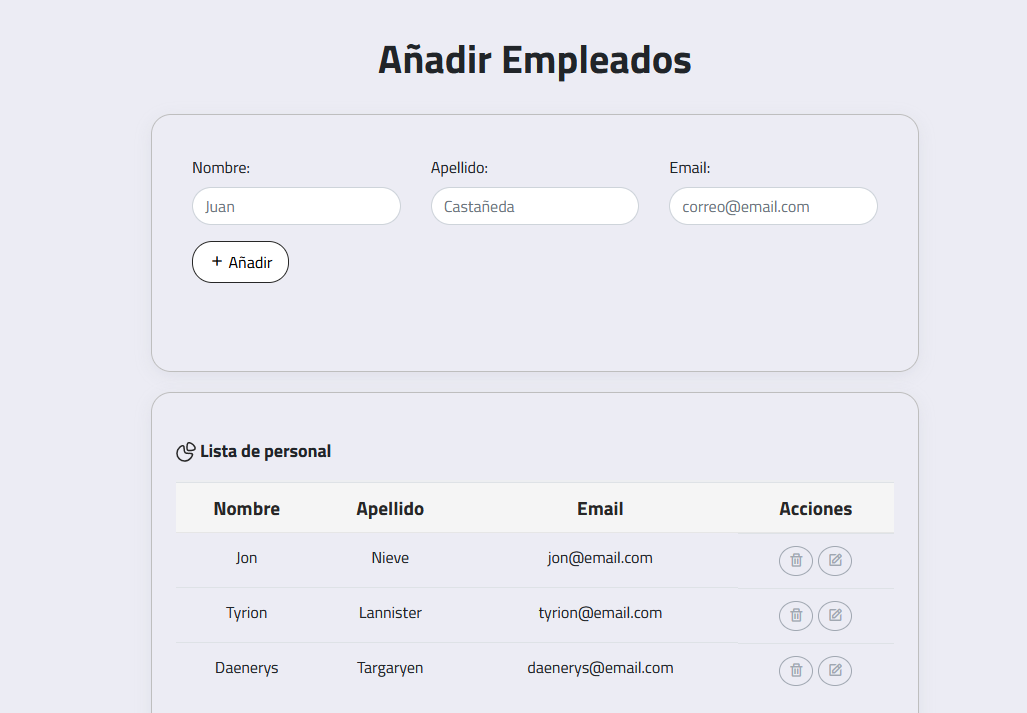 Añadir Empleados
Nombre: Apellido: Email:
Juan Castañeda correo@email.com
+ Añadir
Lista de personal
Nombre Apellido Email Acciones
Jon Nieve jon@email.com
Tyrion Lannister tyrion@email.com
Daenerys Targaryen daenerys@email.com